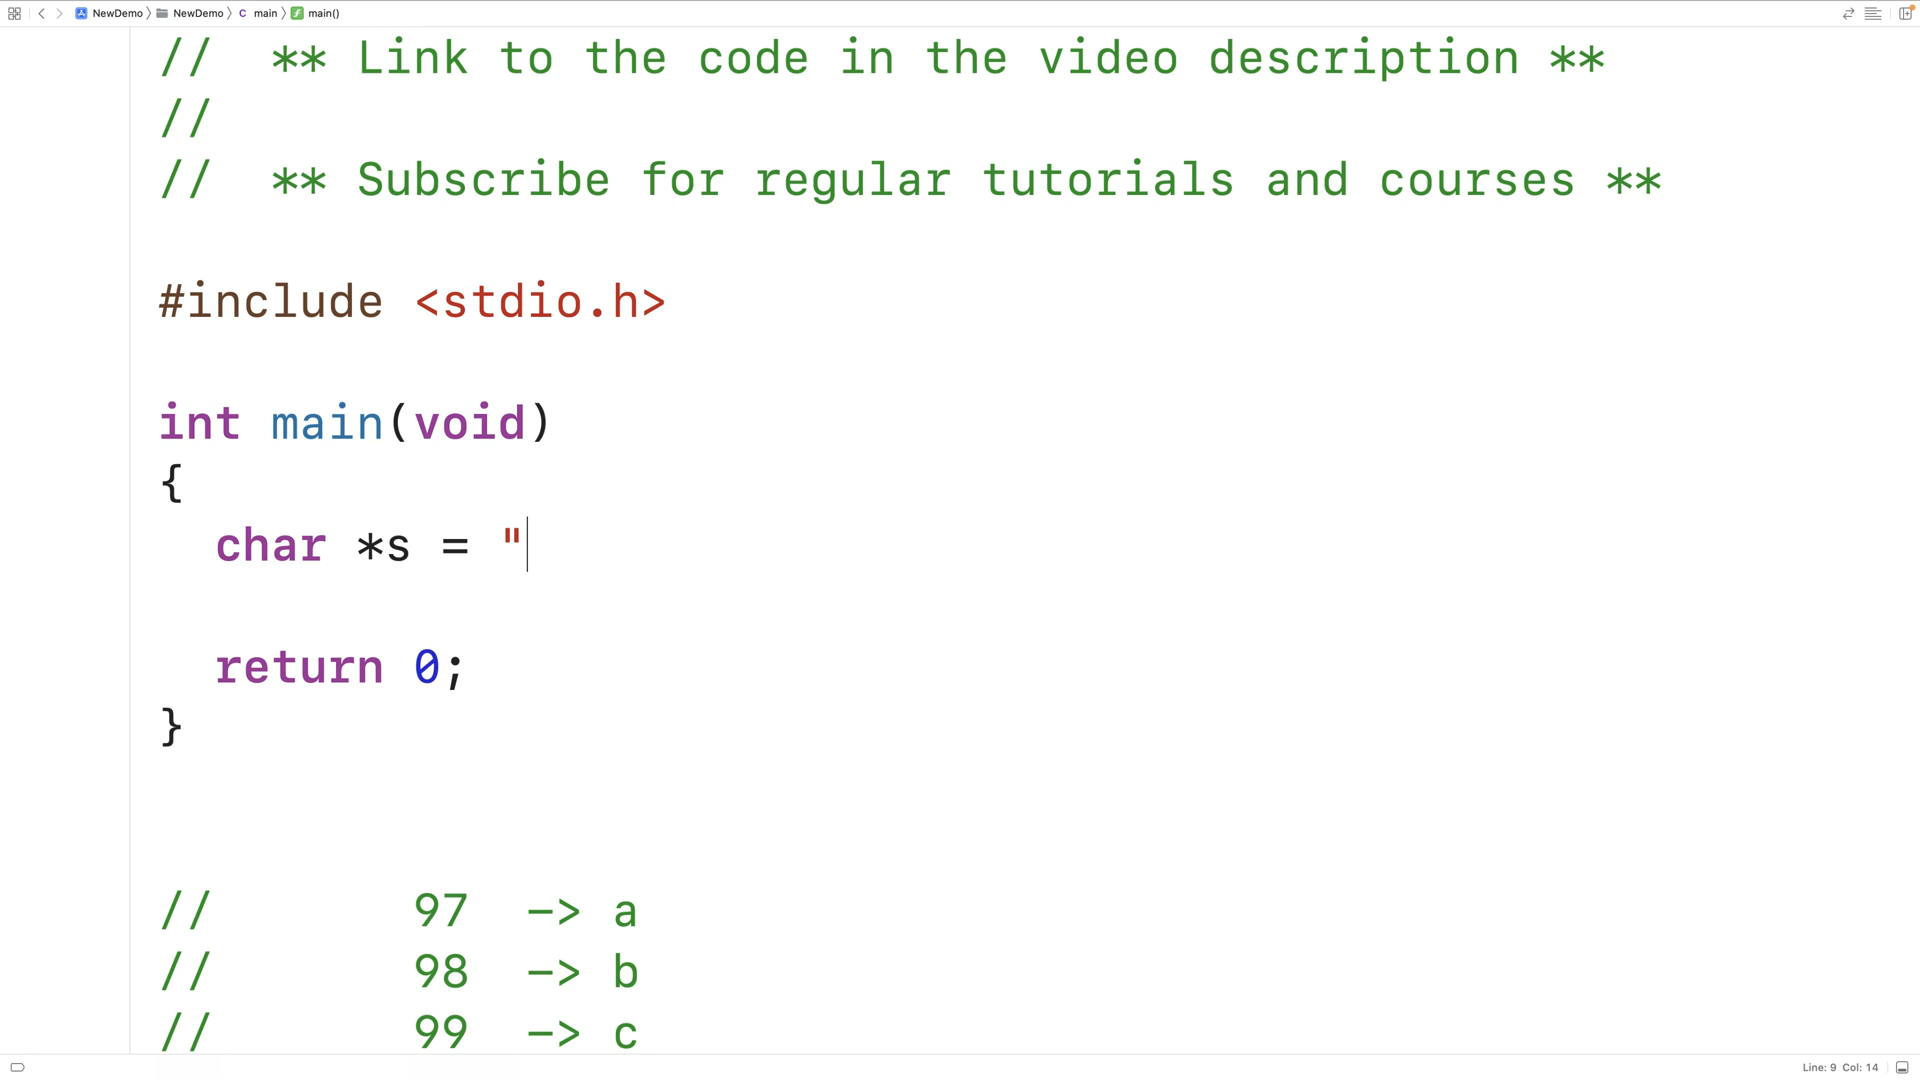 NewDemo NewDemo C main f main()
//  ** Link to the code in the video description **
//
//  ** Subscribe for regular tutorials and courses **
#include <stdio.h>
int main(void)
{
  char *s = "
  return 0;
}
//       97  -> a
//       98  -> b
//       99  -> c
Line: 9 Col: 14